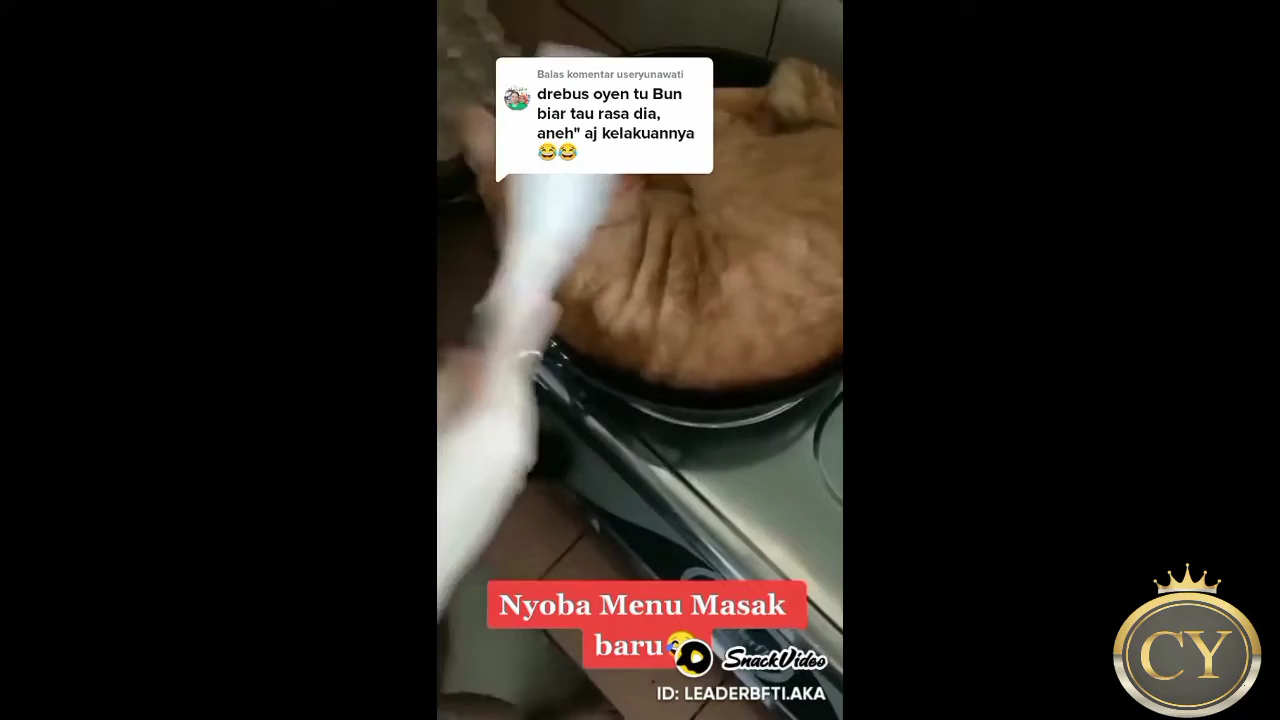 Balas komentar useryunawati
drebus oyen tu Bun
biar tau rasa dia,
aneh" aj kelakuannya
😂😂
Nyoba Menu Masak
baru😂
SnackVideo
ID: LEADERBFTI.AKA
CY